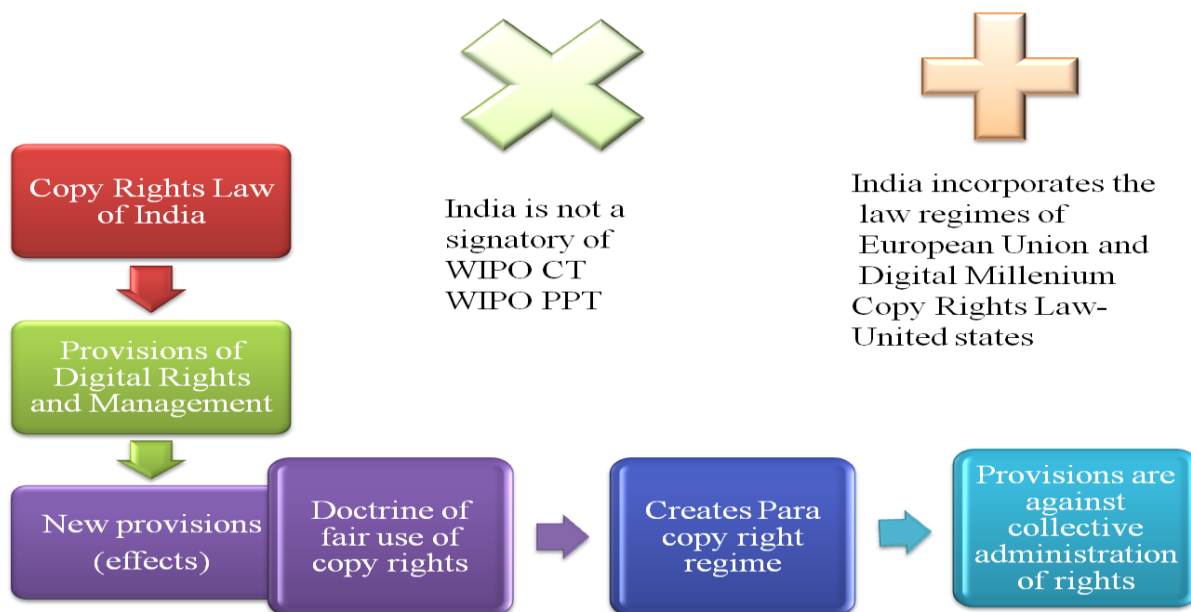 Copy Rights Law
of India
Provisions of
Digital Rights
and Management
New provisions
(effects)
Doctrine of
fair use of
copy rights
Creates Para
copy right
regime
Provisions are
against
collective
administration
of rights
India is not a
signatory of
WIPO CT
WIPO PPT
India incorporates the
law regimes of
European Union and
Digital Millenium
Copy Rights Law-
United states